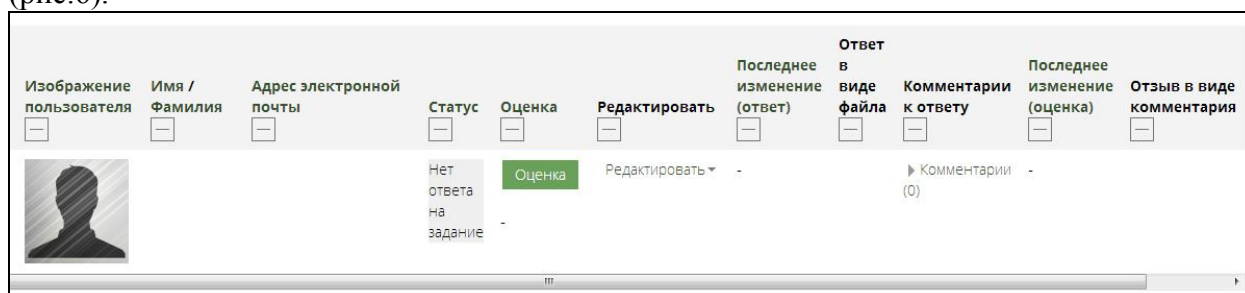 (рис.6).
Изображение пользователя
Имя / Фамилия
Адрес электронной почты
Статус
Оценка
Редактировать
Последнее изменение (ответ)
Ответ в виде файла
Комментарии к ответу
Последнее изменение (оценка)
Отзыв в виде комментария
Нет ответа на задание
Оценка
-
Редактировать
-
Комментарии (0)
-